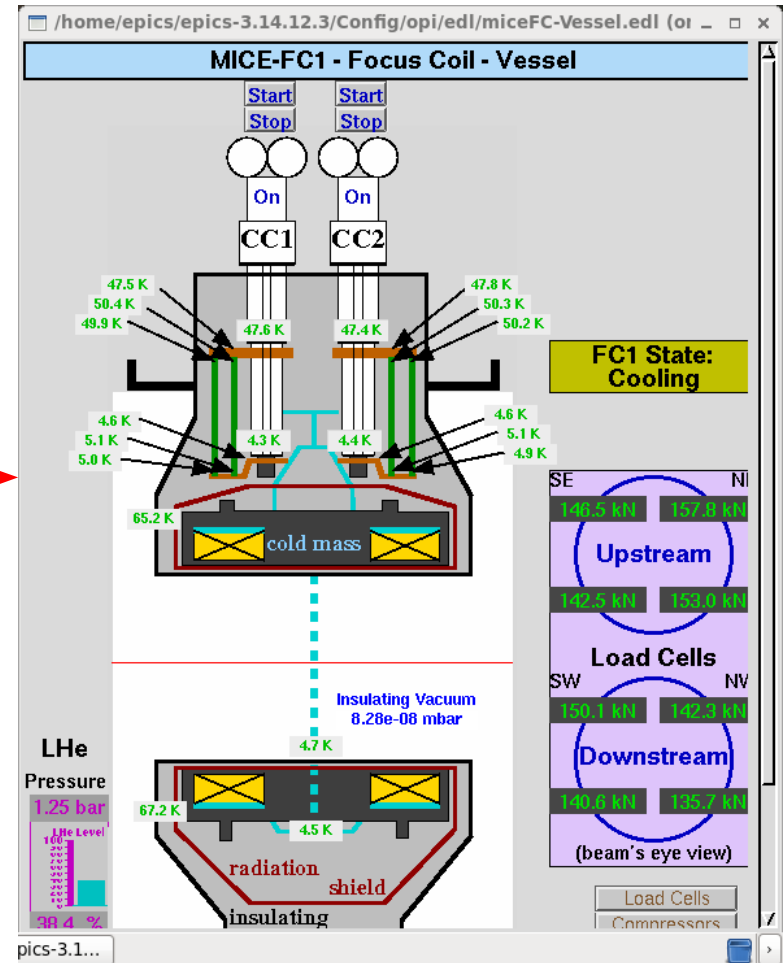 /home/epics/epics-3.14.12.3/Config/opi/edl/miceFC-Vessel.edl (or
MICE-FC1 - Focus Coil - Vessel
Start Start
Stop Stop
On On
CC1 CC2
47.5 K 47.8 K
50.4 K 50.3 K
49.9 K 47.6 K 47.4 K 50.2 K
FC1 State:
Cooling
4.6 K 4.6 K
5.1 K 4.3 K 4.4 K 5.1 K
5.0 K 4.9 K
SE
146.5 kN 157.8 kN
65.2 K
cold mass
Upstream
142.5 kN 153.0 kN
Load Cells
SW
Insulating Vacuum
8.28e-08 mbar
150.1 kN 142.3 kN
LHe
4.7 K
Downstream
Pressure
1.25 bar
67.2 K
140.6 kN 135.7 kN
LHe Level
100
4.5 K
(beam's eye view)
radiation
shield
Load Cells
insulating
38.4 %
Compressors
pics-3.1...